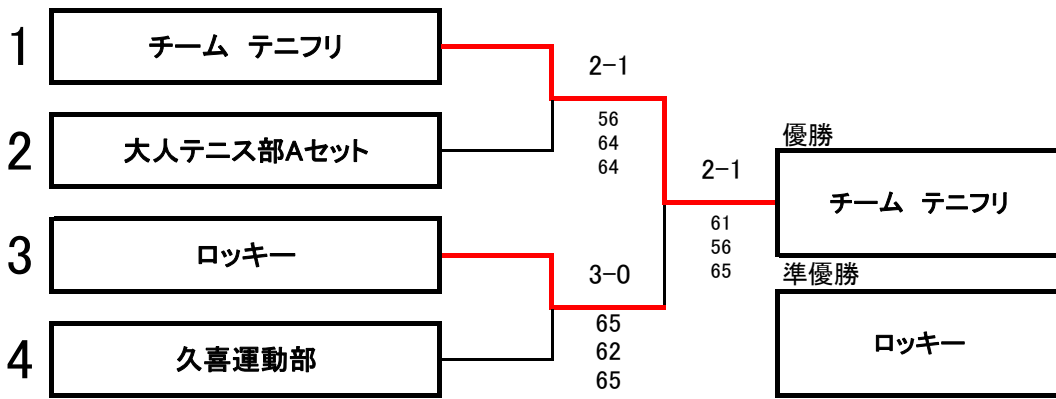 1
チーム テニフリ
2
大人テニス部Aセット
3
ロッキー
4
久喜運動部
2-1
56
64
64
3-0
65
62
65
2-1
61
56
65
優勝
チーム テニフリ
準優勝
ロッキー